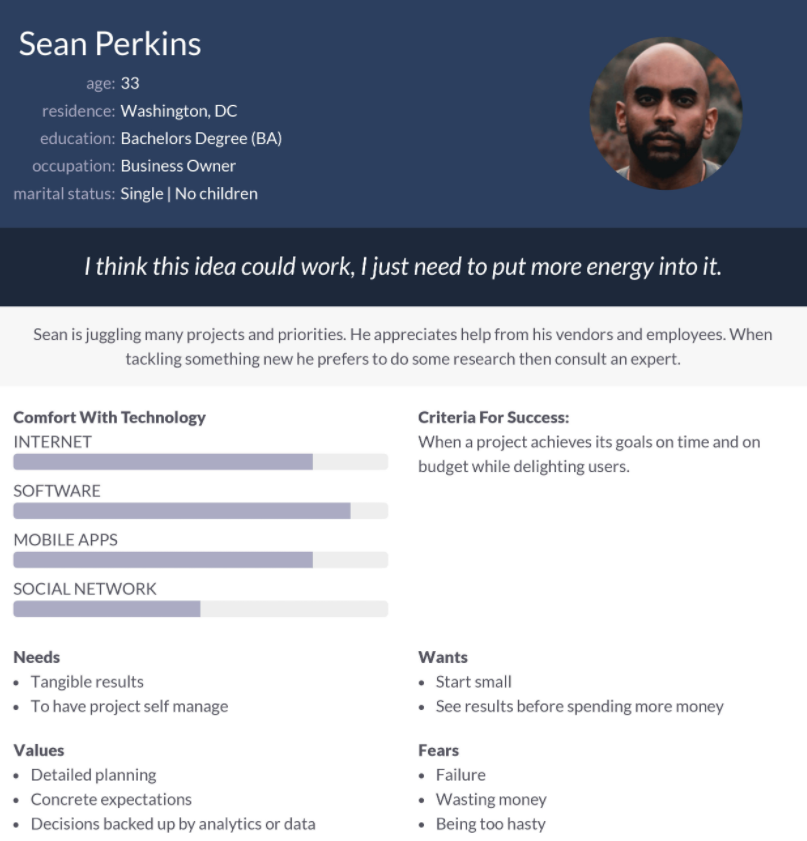 Sean Perkins
age: 33
residence: Washington, DC
education: Bachelors Degree (BA)
occupation: Business Owner
marital status: Single | No children
I think this idea could work, I just need to put more energy into it.
Sean is juggling many projects and priorities. He appreciates help from his vendors and employees. When
tackling something new he prefers to do some research then consult an expert.
Comfort With Technology
INTERNET
SOFTWARE
MOBILE APPS
SOCIAL NETWORK
Criteria For Success:
When a project achieves its goals on time and on
budget while delighting users.
Needs
• Tangible results
• To have project self manage
Wants
• Start small
• See results before spending more money
Values
• Detailed planning
• Concrete expectations
• Decisions backed up by analytics or data
Fears
• Failure
• Wasting money
• Being too hasty